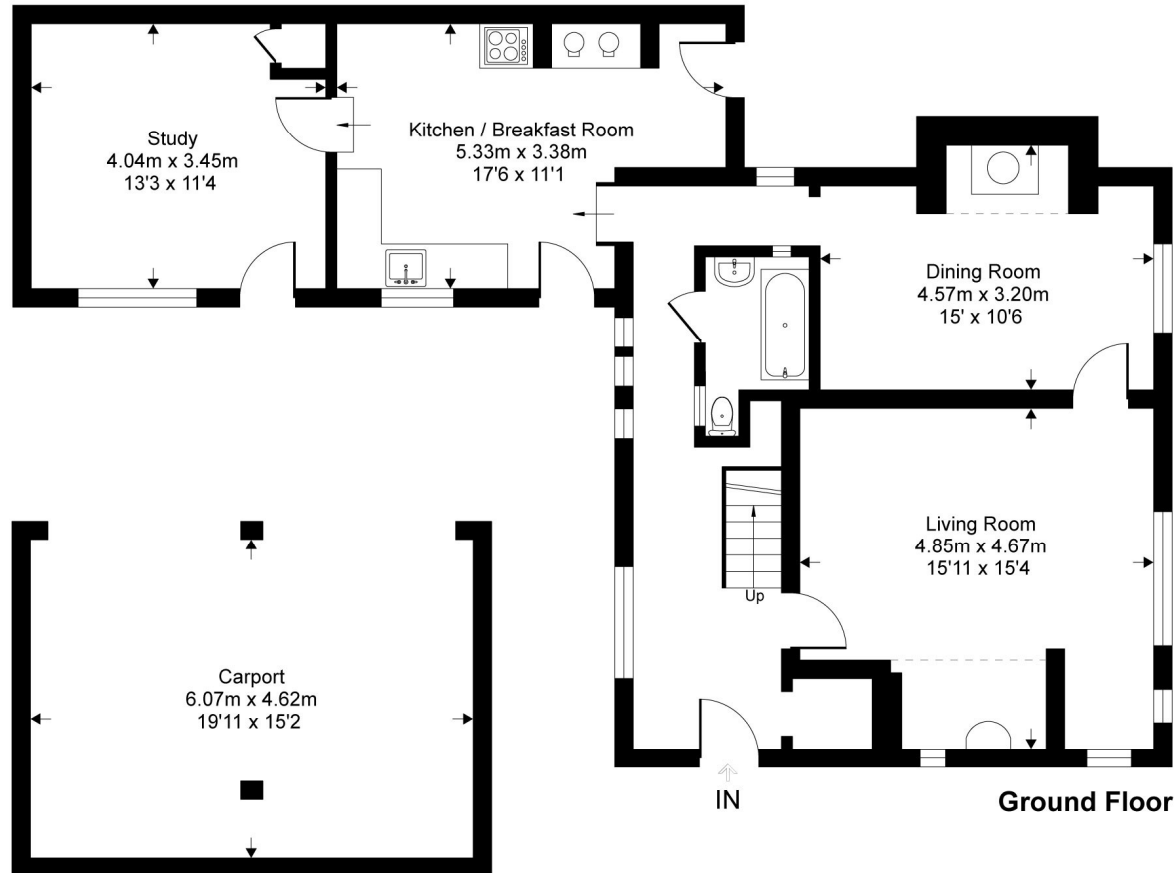 Study
4.04m x 3.45m
13'3 x 11'4
Kitchen / Breakfast Room
5.33m x 3.38m
17'6 x 11'1
Dining Room
4.57m x 3.20m
15' x 10'6
Living Room
4.85m x 4.67m
15'11 x 15'4
Up
Carport
6.07m x 4.62m
19'11 x 15'2
IN
Ground Floor